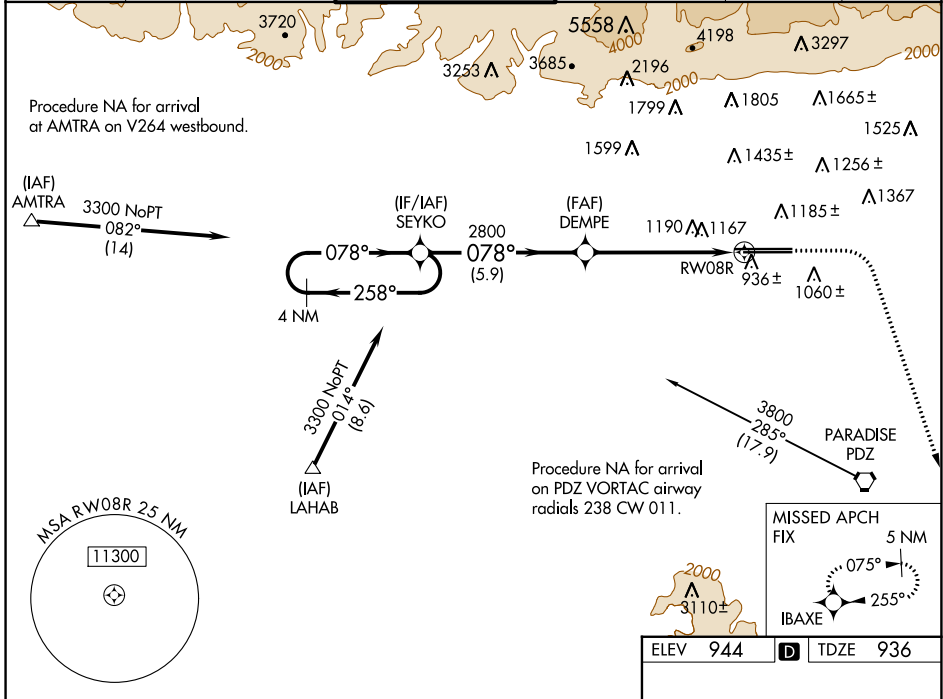 3720
5558
4198
4000
3297
2000
2000
3253
3685
2196
2000
Procedure NA for arrival
at AMTRA on V264 westbound.
1799
1805
1665±
1525
1599
1435±
1256±
(IAF)
AMTRA
3300 NoPT
082°
(14)
(IF/IAF)
SEYKO
(FAF)
DEMPE
1367
1185±
1190
1167
2800
078°
078°
(5.9)
RW08R
936±
1060±
258°
4 NM
3300 NoPT
014°
(8.6)
3800
285°
(17.9)
PARADISE
PDZ
(IAF)
LAHAB
Procedure NA for arrival
on PDZ VORTAC airway
radials 238 CW 011.
MSA RW08R 25 NM
11300
MISSED APCH
FIX
5 NM
075°
255°
IBAXE
2000
3110±
ELEV 944 D TDZE 936